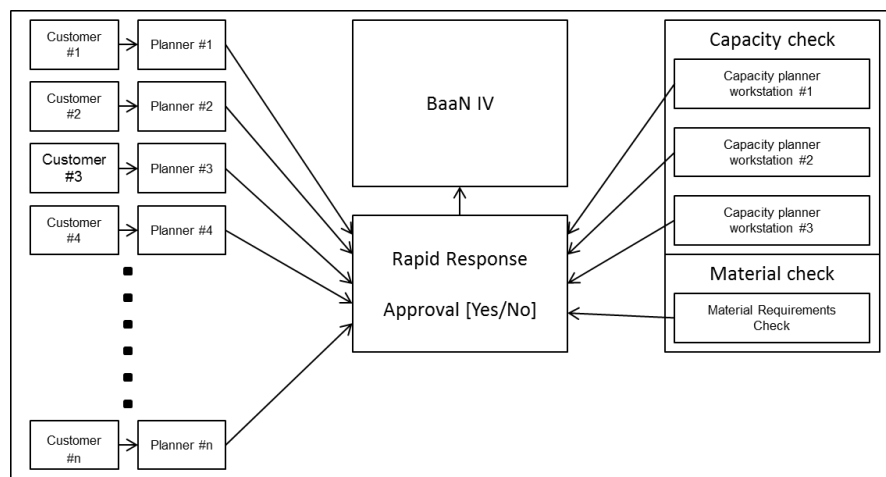 Customer
#1
Planner #1
Customer
#2
Planner #2
Customer
#3
Planner #3
Customer
#4
Planner #4
Customer
#n
Planner #n
BaaN IV
Rapid Response
Approval [Yes/No]
Capacity check
Capacity planner
workstation #1
Capacity planner
workstation #2
Capacity planner
workstation #3
Material check
Material Requirements
Check